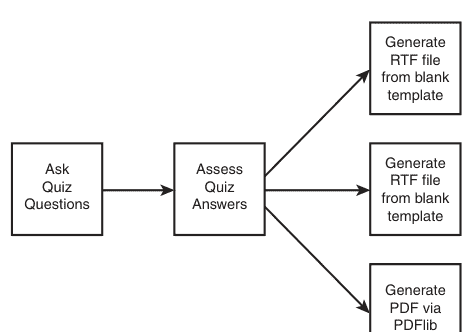 Generate
RTF file
from blank
template
Ask
Quiz
Questions
Assess
Quiz
Answers
Generate
RTF file
from blank
template
Generate
PDF via
PDFlib